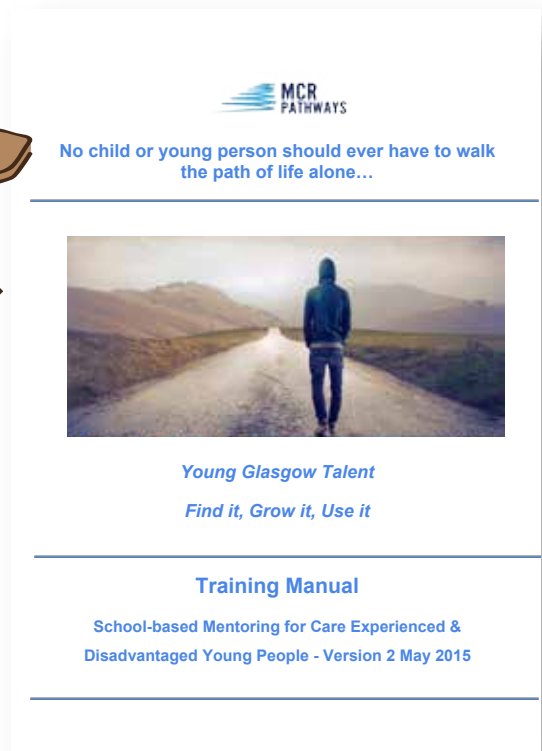 MCR
PATHWAYS
No child or young person should ever have to walk
the path of life alone…
Young Glasgow Talent
Find it, Grow it, Use it
Training Manual
School-based Mentoring for Care Experienced &
Disadvantaged Young People - Version 2 May 2015